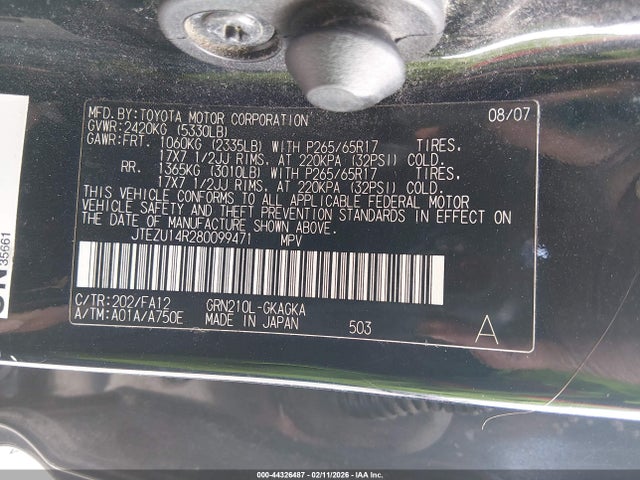 MFD.BY:TOYOTA MOTOR CORPORATION 08/07
GVWR:2420KG (5330LB)
GAWR:FRT. 1060KG (2335LB) WITH P265/65R17 TIRES.
17X7 1/2JJ RIMS. AT 220KPA (32PSI) COLD.
RR. 1365KG (3010LB) WITH P265/65R17 TIRES.
17X7 1/2JJ RIMS. AT 220KPA (32PSI) COLD.
THIS VEHICLE CONFORMS TO ALL APPLICABLE FEDERAL MOTOR
VEHICLE SAFETY AND THEFT PREVENTION STANDARDS IN EFFECT ON
THE DATE OF MANUFACTURE SHOWN ABOVE.
JTEZU14R280099471 MPV
C/TR:202/FA12 GRN210L-GKAGKA
A/TM:A01A/A750E MADE IN JAPAN 503 A
35661
000-44326487 - 02/11/2026 - IAA, Inc.